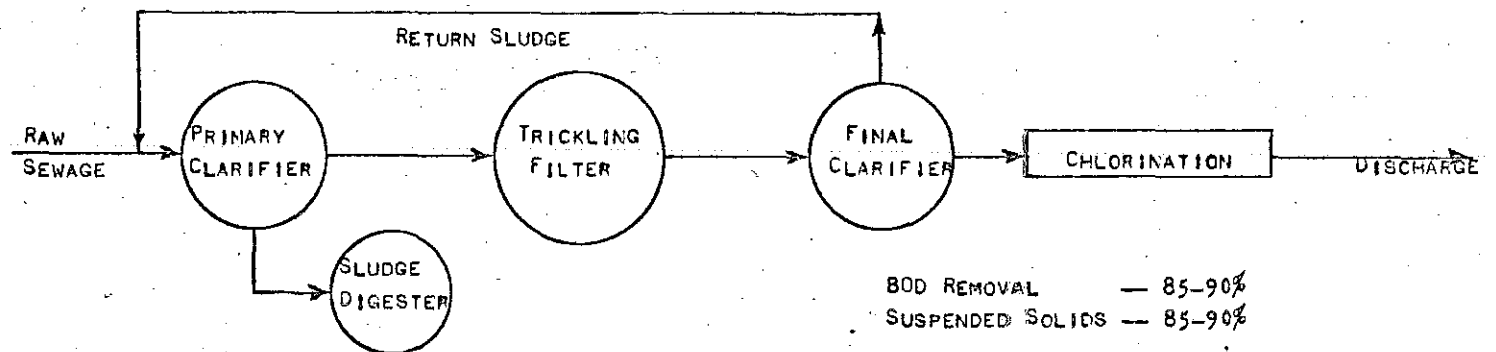 RETURN SLUDGE
RAW
SEWAGE
PRIMARY
CLARIFIER
TRICKLING
FILTER
FINAL
CLARIFIER
CHLORINATION
DISCHARGE
SLUDGE
DIGESTER
BOD REMOVAL — 85-90%
SUSPENDED SOLIDS — 85-90%